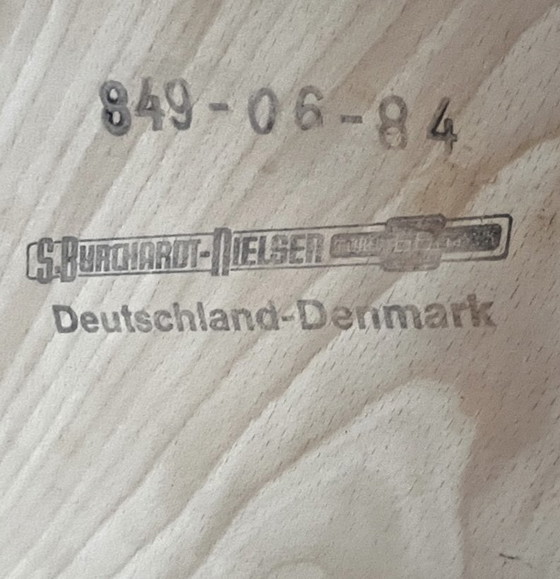 849-06-84
S.BURCHARDT-NIELSEN
Deutschland-Denmark